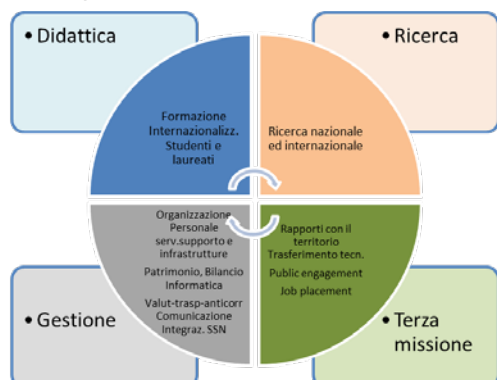 • Didattica
• Ricerca
Formazione
Internazionalizz.
Studenti e
laureati
Ricerca nazionale
ed internazionale
Organizzazione
Personale
serv.supporto e
infrastrutture
Patrimonio, Bilancio
Informatica
Valut-trasp-anticorr
Comunicazione
Integraz. SSN
Rapporti con il
territorio
Trasferimento tecn.
Public engagement
Job placement
• Gestione
• Terza
missione